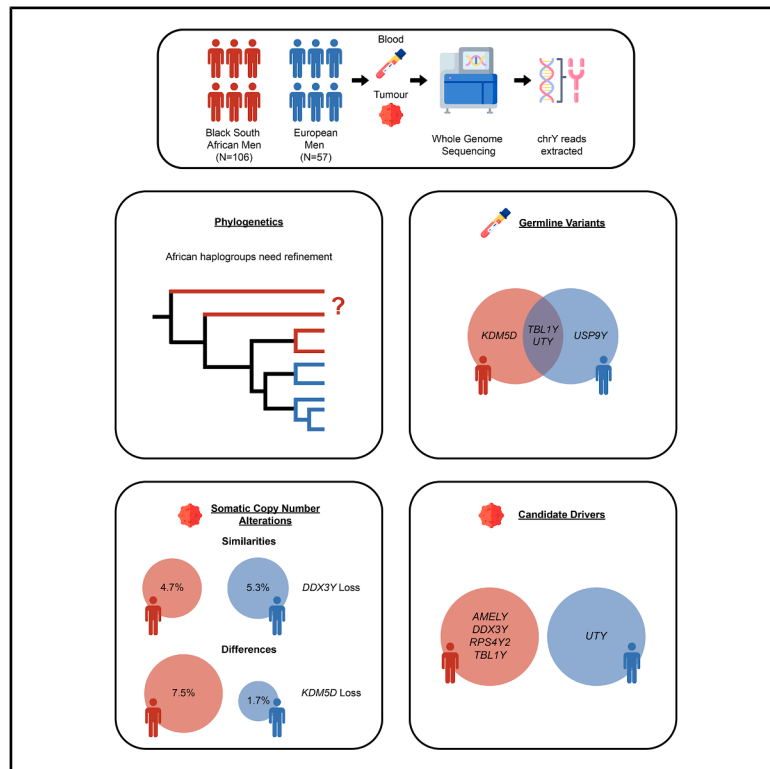 Blood
Tumour
Black South
African Men
(N=106)
European
Men
(N=57)
Whole Genome
Sequencing
chrY reads
extracted
Phylogenetics
African haplogroups need refinement
?
Germline Variants
KDM5D
TBL1Y
UTY
USP9Y
Somatic Copy Number
Alterations
Similarities
4.7%
5.3%
DDX3Y Loss
Differences
7.5%
1.7%
KDM5D Loss
Candidate Drivers
AMELY
DDX3Y
RPS4Y2
TBL1Y
UTY